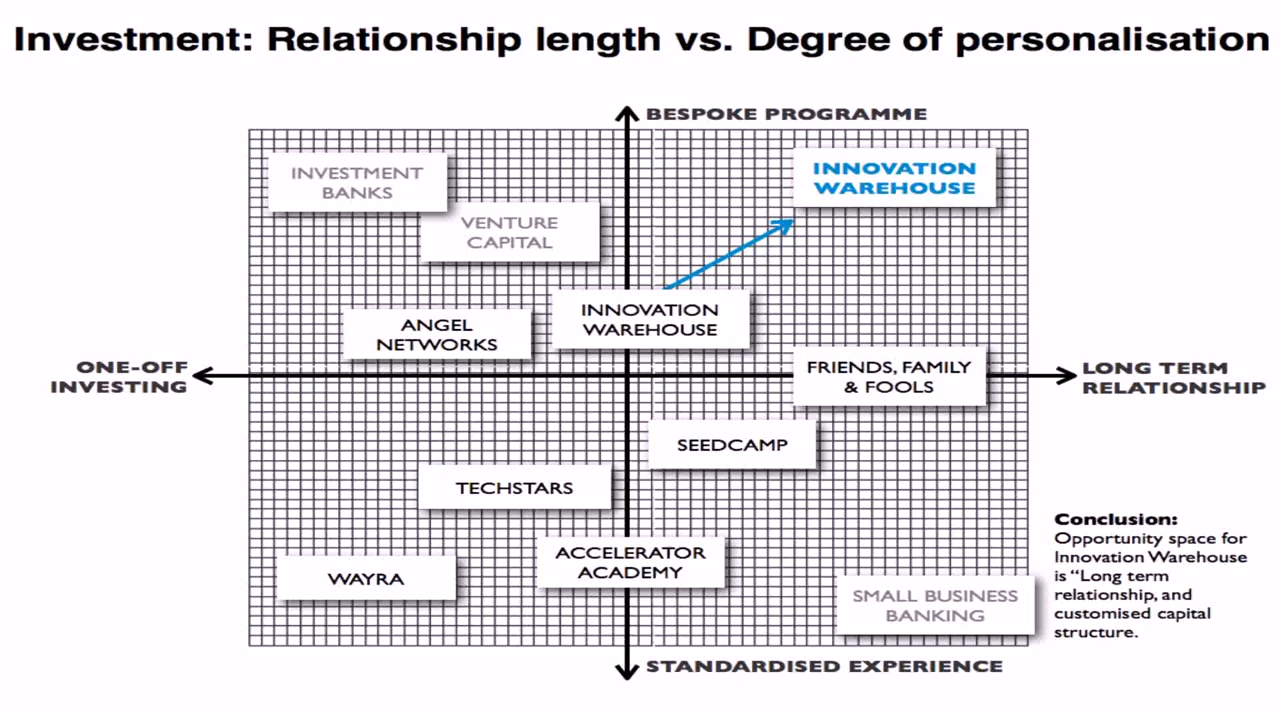 Investment: Relationship length vs. Degree of personalisation
BESPOKE PROGRAMME
INVESTMENT
BANKS
INNOVATION
WAREHOUSE
VENTURE
CAPITAL
INNOVATION
WAREHOUSE
ANGEL
NETWORKS
ONE-OFF
INVESTING
FRIENDS, FAMILY
& FOOLS
LONG TERM
RELATIONSHIP
SEEDCAMP
TECHSTARS
ACCELERATOR
ACADEMY
WAYRA
SMALL BUSINESS
BANKING
Conclusion:
Opportunity space for
Innovation Warehouse
is “Long term
relationship, and
customised capital
structure.
STANDARDISED EXPERIENCE